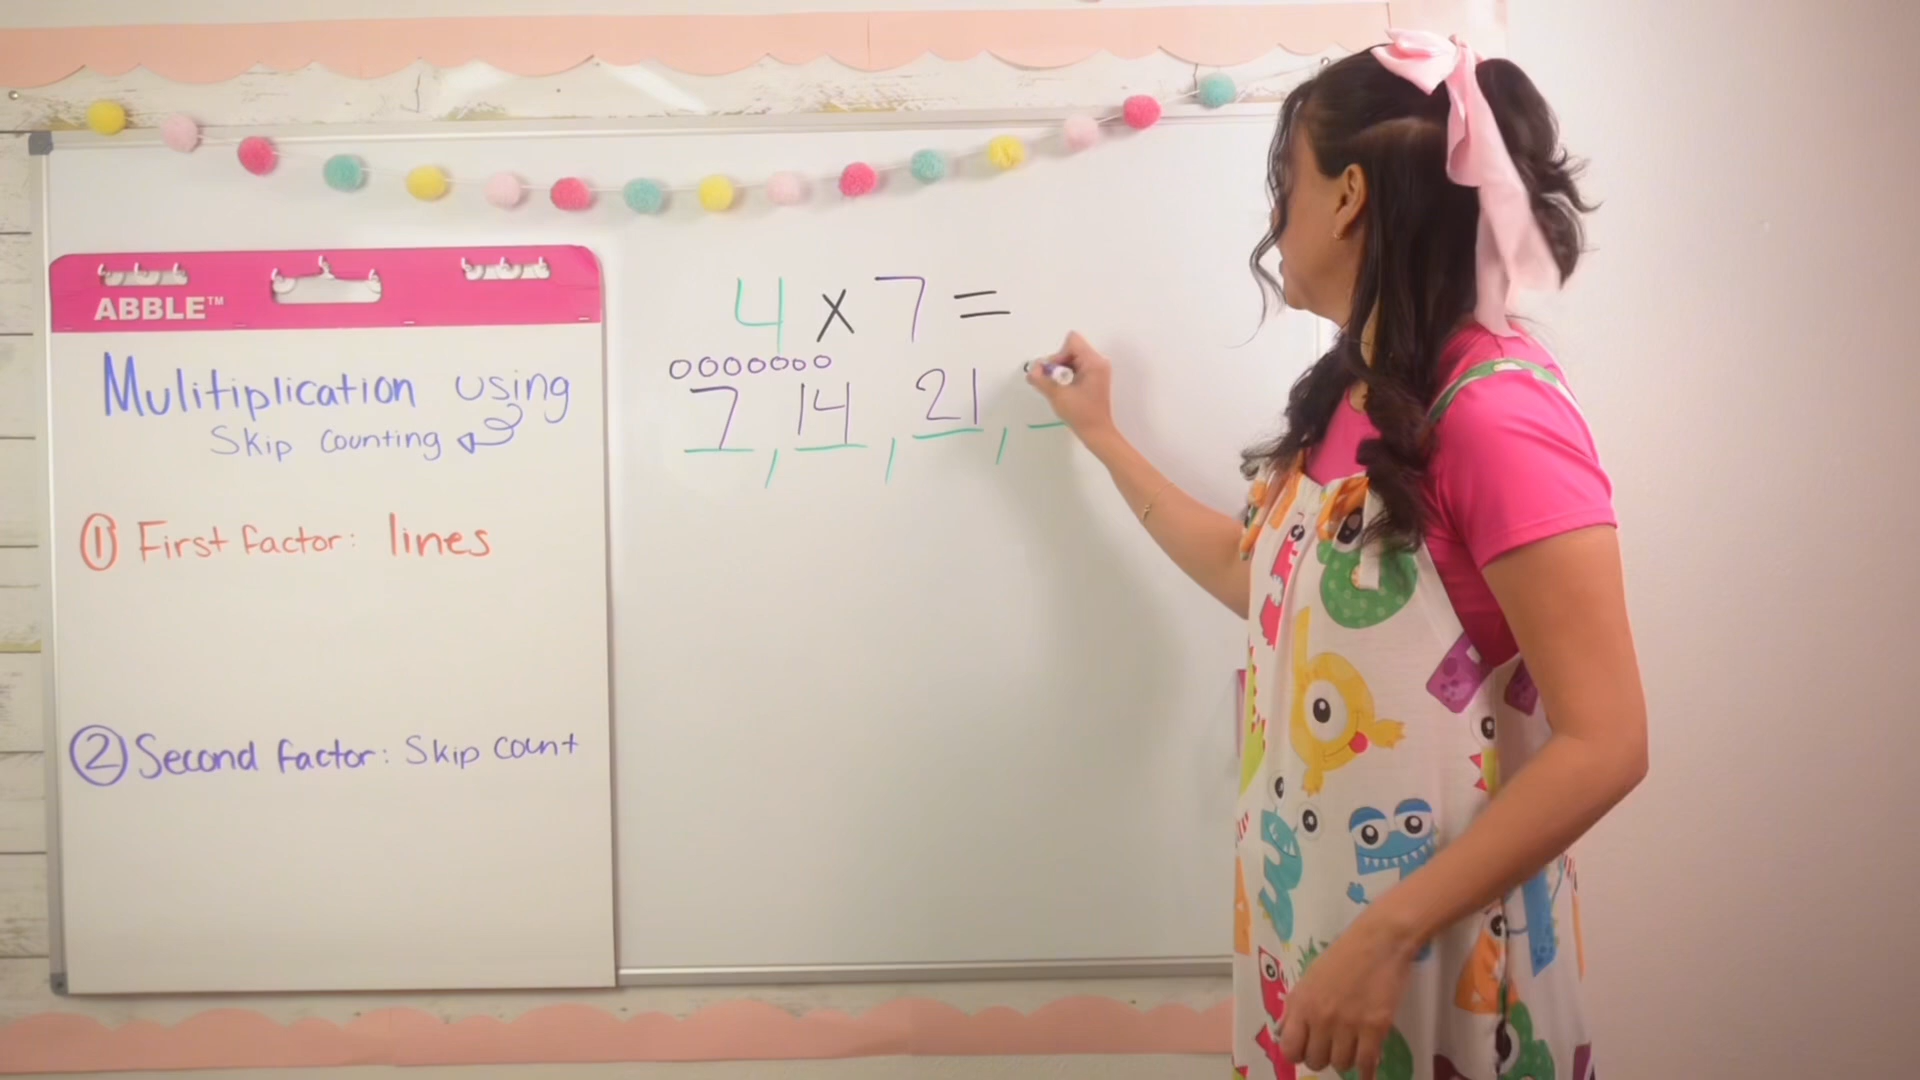 ABBLE™
Mulitiplication using
Skip counting
① First factor: lines
② Second factor: Skip count
4 x 7 =
ooooooo
7, 14, 21,